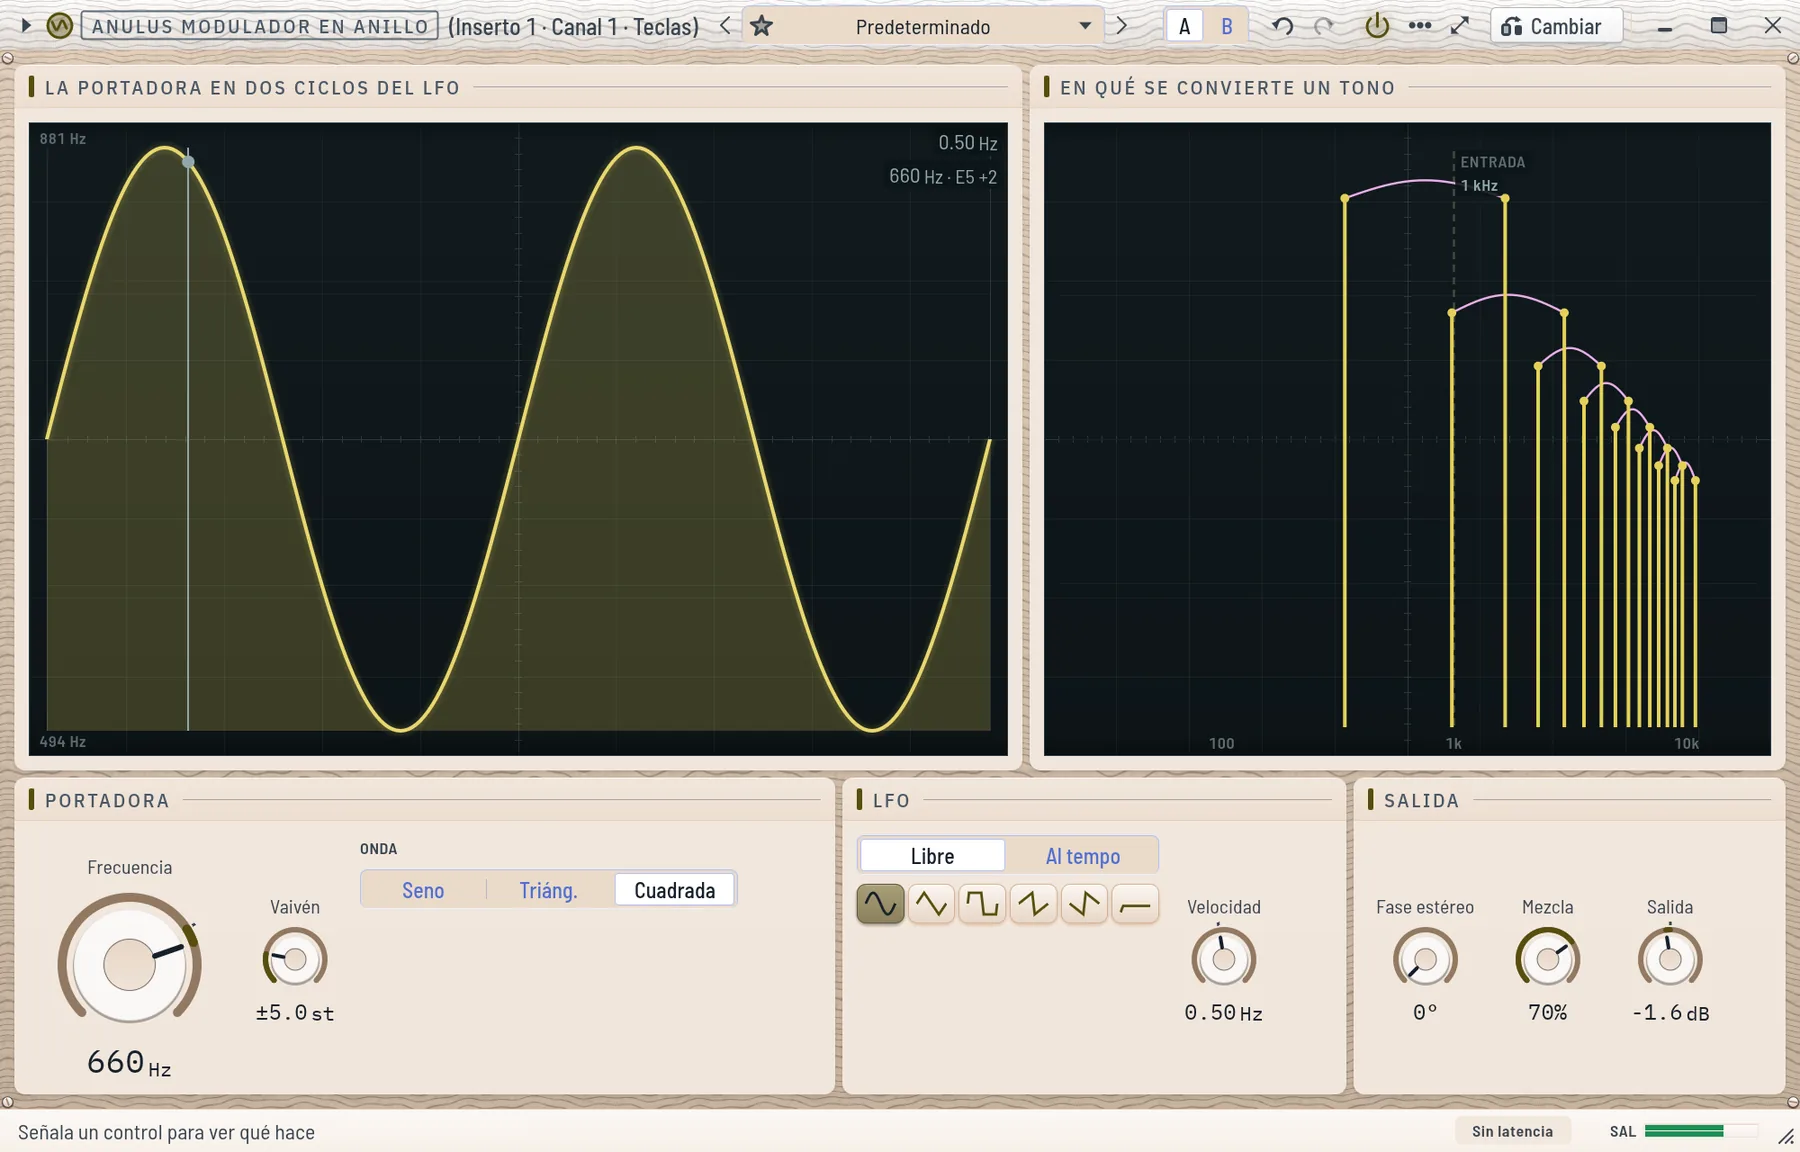 ANULUS MODULADOR EN ANILLO (Inserto 1 · Canal 1 · Teclas) Predeterminado A B Cambiar
LA PORTADORA EN DOS CICLOS DEL LFO
EN QUÉ SE CONVIERTE UN TONO
881 Hz
0.50 Hz
660 Hz · E5 +2
494 Hz
ENTRADA
1 kHz
100 1k 10k
PORTADORA
LFO
SALIDA
Frecuencia
660 Hz
Vaivén
±5.0 st
ONDA
Seno Triáng. Cuadrada
Libre Al tempo
Velocidad
0.50 Hz
Fase estéreo Mezcla Salida
0° 70% -1.6 dB
Señala un control para ver qué hace
Sin latencia SAL